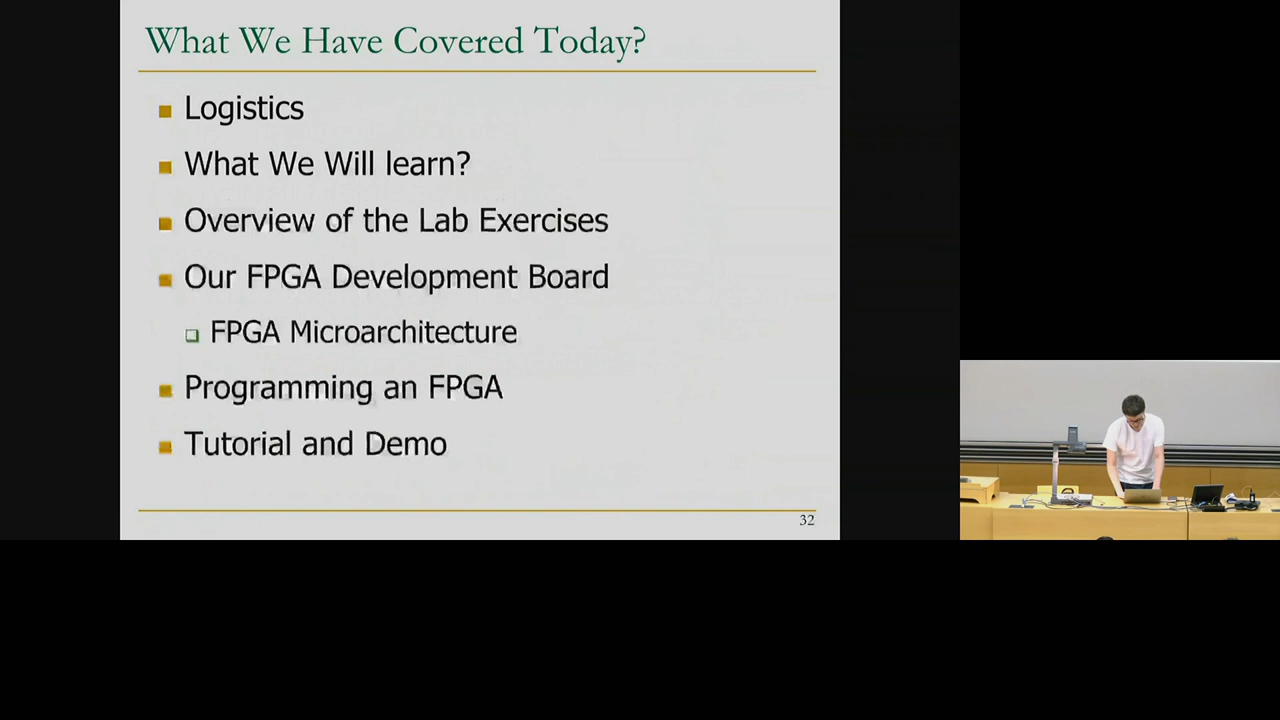 What We Have Covered Today?
Logistics
What We Will learn?
Overview of the Lab Exercises
Our FPGA Development Board
FPGA Microarchitecture
Programming an FPGA
Tutorial and Demo
32